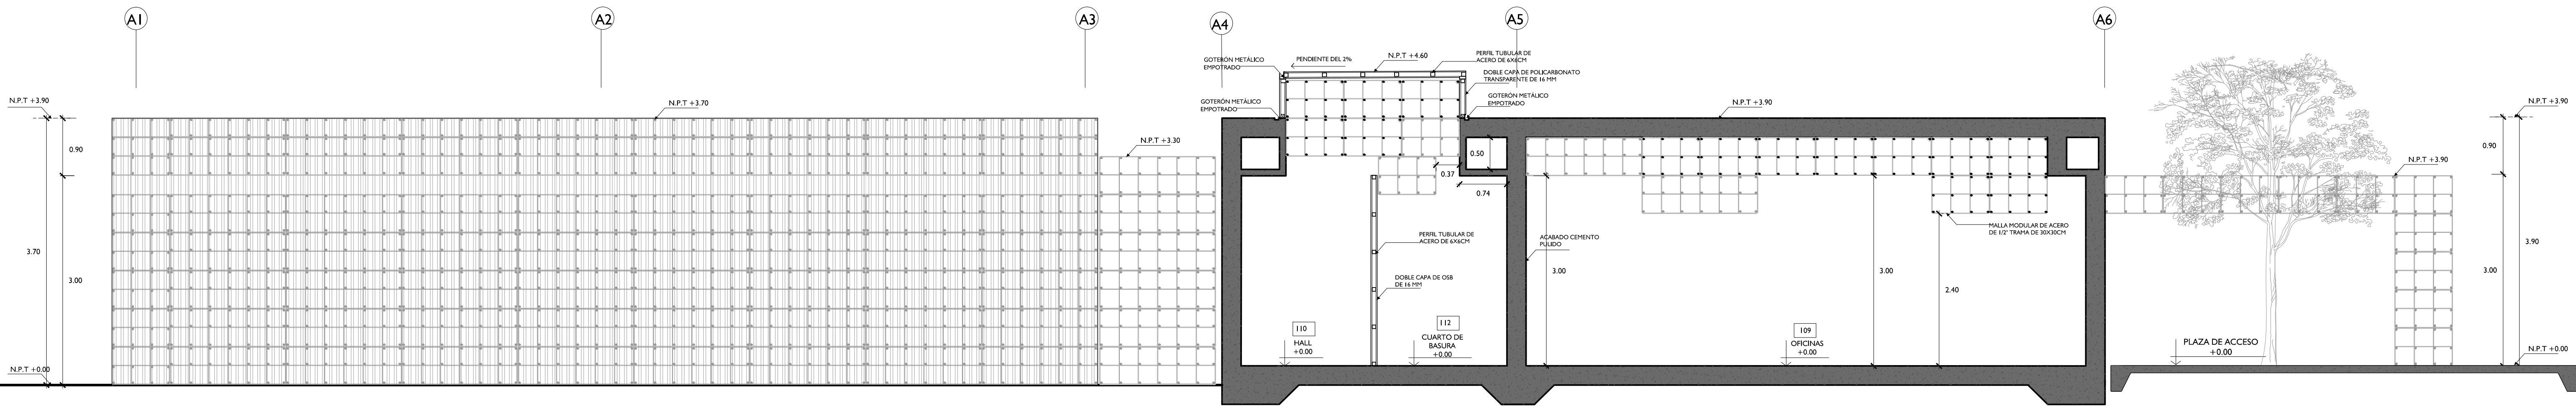 A1
A2
A3
A4
A5
A6
N.P.T +3.90
0.90
3.70
3.00
N.P.T +0.00
N.P.T +3.70
N.P.T +3.30
GOTERÓN METÁLICO
EMPOTRADO
PENDIENTE DEL 2%
N.P.T +4.60
PERFIL TUBULAR DE
ACERO DE 6X6CM
DOBLE CAPA DE POLICARBONATO
TRANSPARENTE DE 16 MM
GOTERÓN METÁLICO
EMPOTRADO
GOTERÓN METÁLICO
EMPOTRADO
N.P.T +3.90
0.50
0.37
0.74
PERFIL TUBULAR DE
ACERO DE 6X6CM
DOBLE CAPA DE OSB
DE 16 MM
110
HALL
+0.00
112
CUARTO DE
BASURA
+0.00
ACABADO CEMENTO
PULIDO
3.00
109
OFICINAS
+0.00
3.00
2.40
MALLA MODULAR DE ACERO
DE 1/2" TRAMA DE 30X30CM
PLAZA DE ACCESO
+0.00
N.P.T +3.90
0.90
3.00
3.90
N.P.T +3.90
N.P.T +0.00